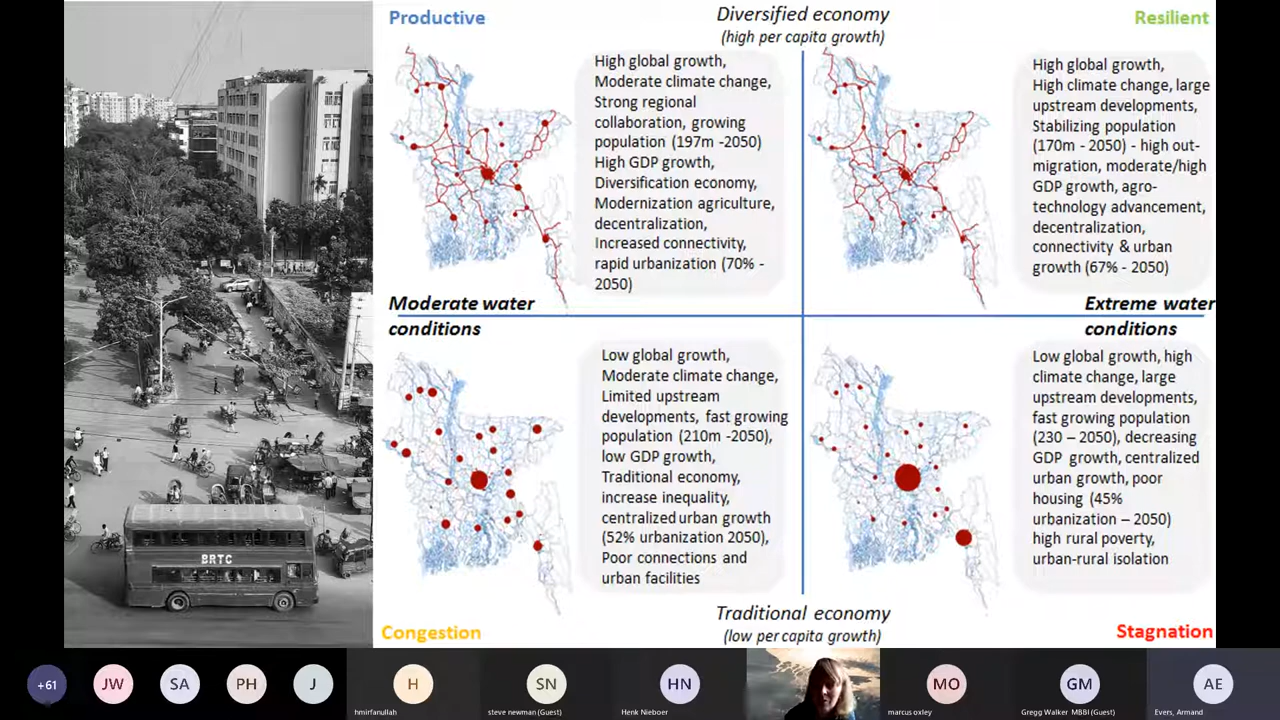 Productive
Diversified economy
(high per capita growth)
Resilient
High global growth,
Moderate climate change,
Strong regional
collaboration, growing
population (197m -2050)
High GDP growth,
Diversification economy,
Modernization agriculture,
decentralization,
Increased connectivity,
rapid urbanization (70% -
2050)
High global growth,
High climate change, large
upstream developments,
Stabilizing population
(170m - 2050) - high out-
migration, moderate/high
GDP growth, agro-
technology advancement,
decentralization,
connectivity & urban
growth (67% - 2050)
Moderate water
conditions
Extreme water
conditions
Low global growth,
Moderate climate change,
Limited upstream
developments, fast growing
population (210m -2050),
low GDP growth,
Traditional economy,
increase inequality,
centralized urban growth
(52% urbanization 2050),
Poor connections and
urban facilities
Low global growth, high
climate change, large
upstream developments,
fast growing population
(230 – 2050), decreasing
GDP growth, centralized
urban growth, poor
housing (45%
urbanization – 2050)
high rural poverty,
urban-rural isolation
Congestion
Traditional economy
(low per capita growth)
Stagnation
BRTC
+61
JW
SA
PH
J
H
hmirfanullah
SN
steve newman (Guest)
HN
Henk Nieboer
MO
marcus oxley
GM
Gregg Walker MBBI (Guest)
AE
Evers, Armand